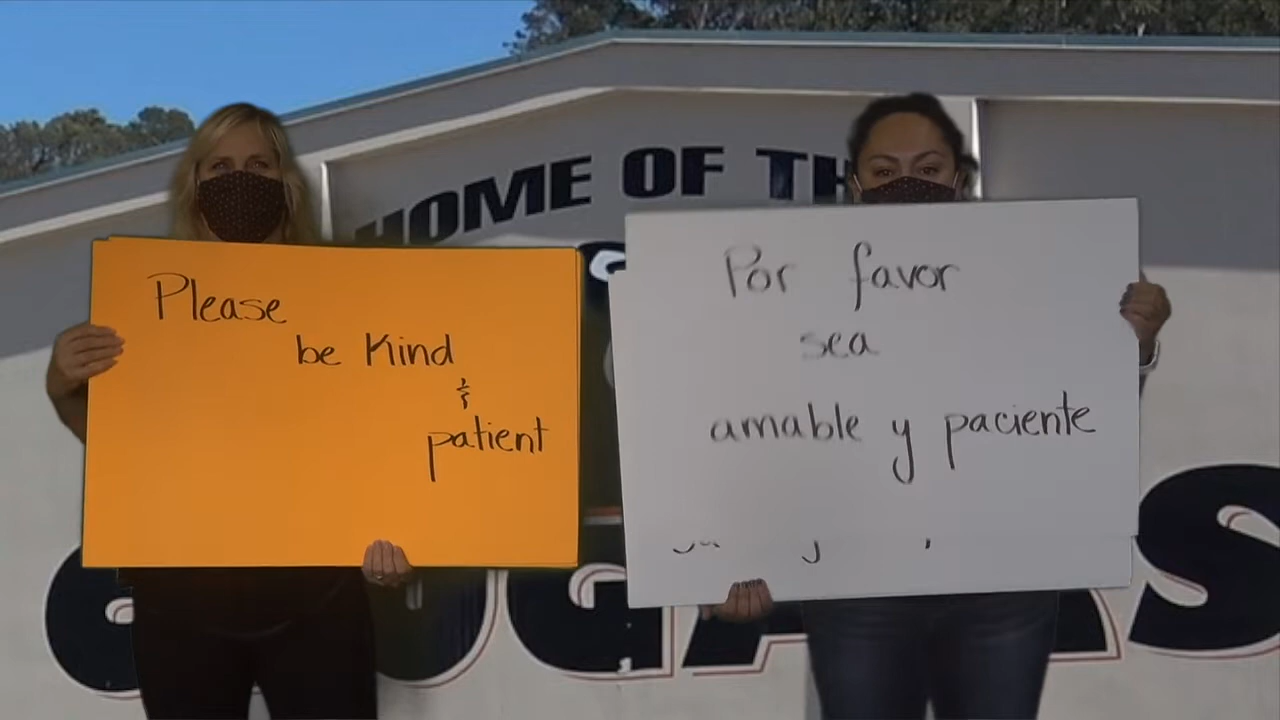 HOME OF TH
Please
be Kind
&
patient
Por favor
sea
amable y paciente